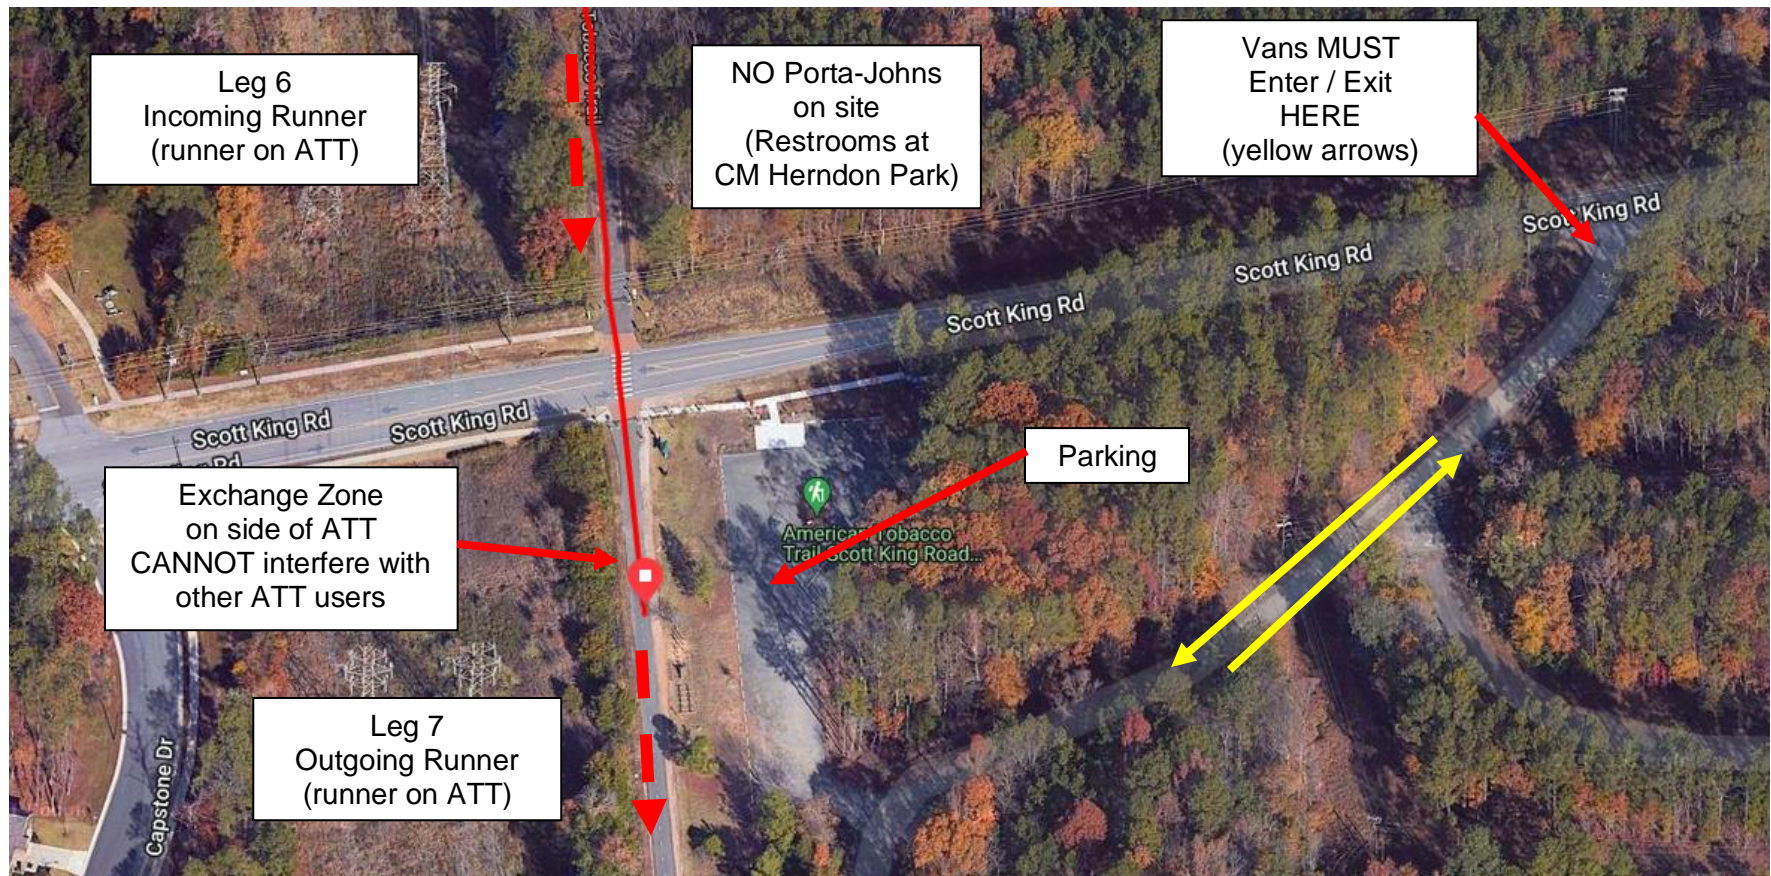 Leg 6
Incoming Runner
(runner on ATT)
Tobacco Trail
NO Porta-Johns
on site
(Restrooms at
CM Herndon Park)
Vans MUST
Enter / Exit
HERE
(yellow arrows)
Scott King Rd
Scott King Rd
Scott King Rd
Scott King Rd
Scott King Rd
Rd
Parking
Exchange Zone
on side of ATT
CANNOT interfere with
other ATT users
American Tobacco
Trail Scott King Road...
Leg 7
Outgoing Runner
(runner on ATT)
Capstone Dr